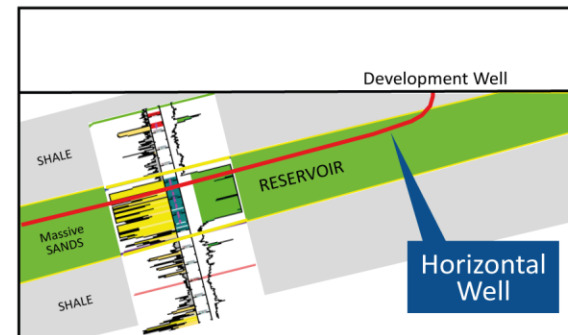 Development Well
SHALE
RESERVOIR
Massive
SANDS
Horizontal
Well
SHALE